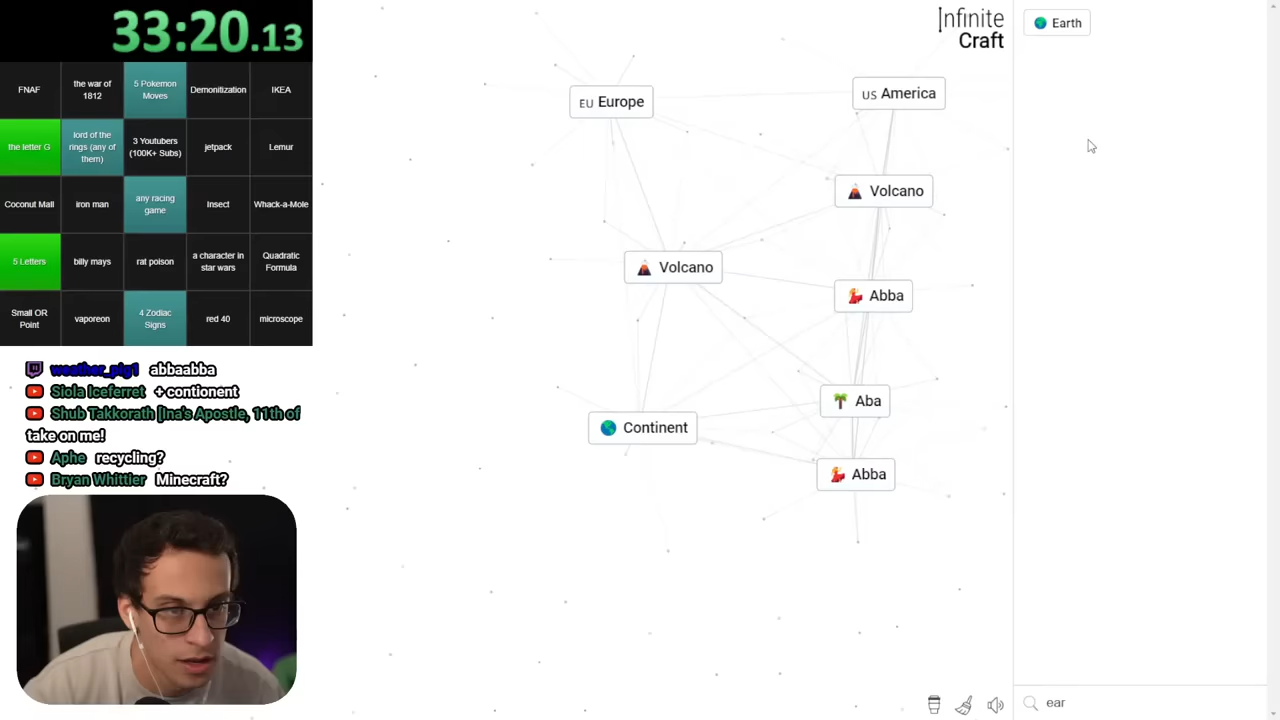 33:20.13
FNAF
the war of
1812
5 Pokemon
Moves
Demonitization
IKEA
the letter G
lord of the
rings (any of
them)
3 Youtubers
(100K+ Subs)
jetpack
Lemur
Coconut Mall
iron man
any racing
game
Insect
Whack-a-Mole
5 Letters
billy mays
rat poison
a character in
star wars
Quadratic
Formula
Small OR
Point
vaporeon
4 Zodiac
Signs
red 40
microscope
weather_pig1 abbaabba
Siola Iceferret + contionent
Shub Takkorath [Ina's Apostle, 11th of
take on me!
Aphe recycling?
Bryan Whittier Minecraft?
Infinite
Craft
EU Europe
US America
Volcano
Volcano
Abba
Aba
Continent
Abba
Earth
ear